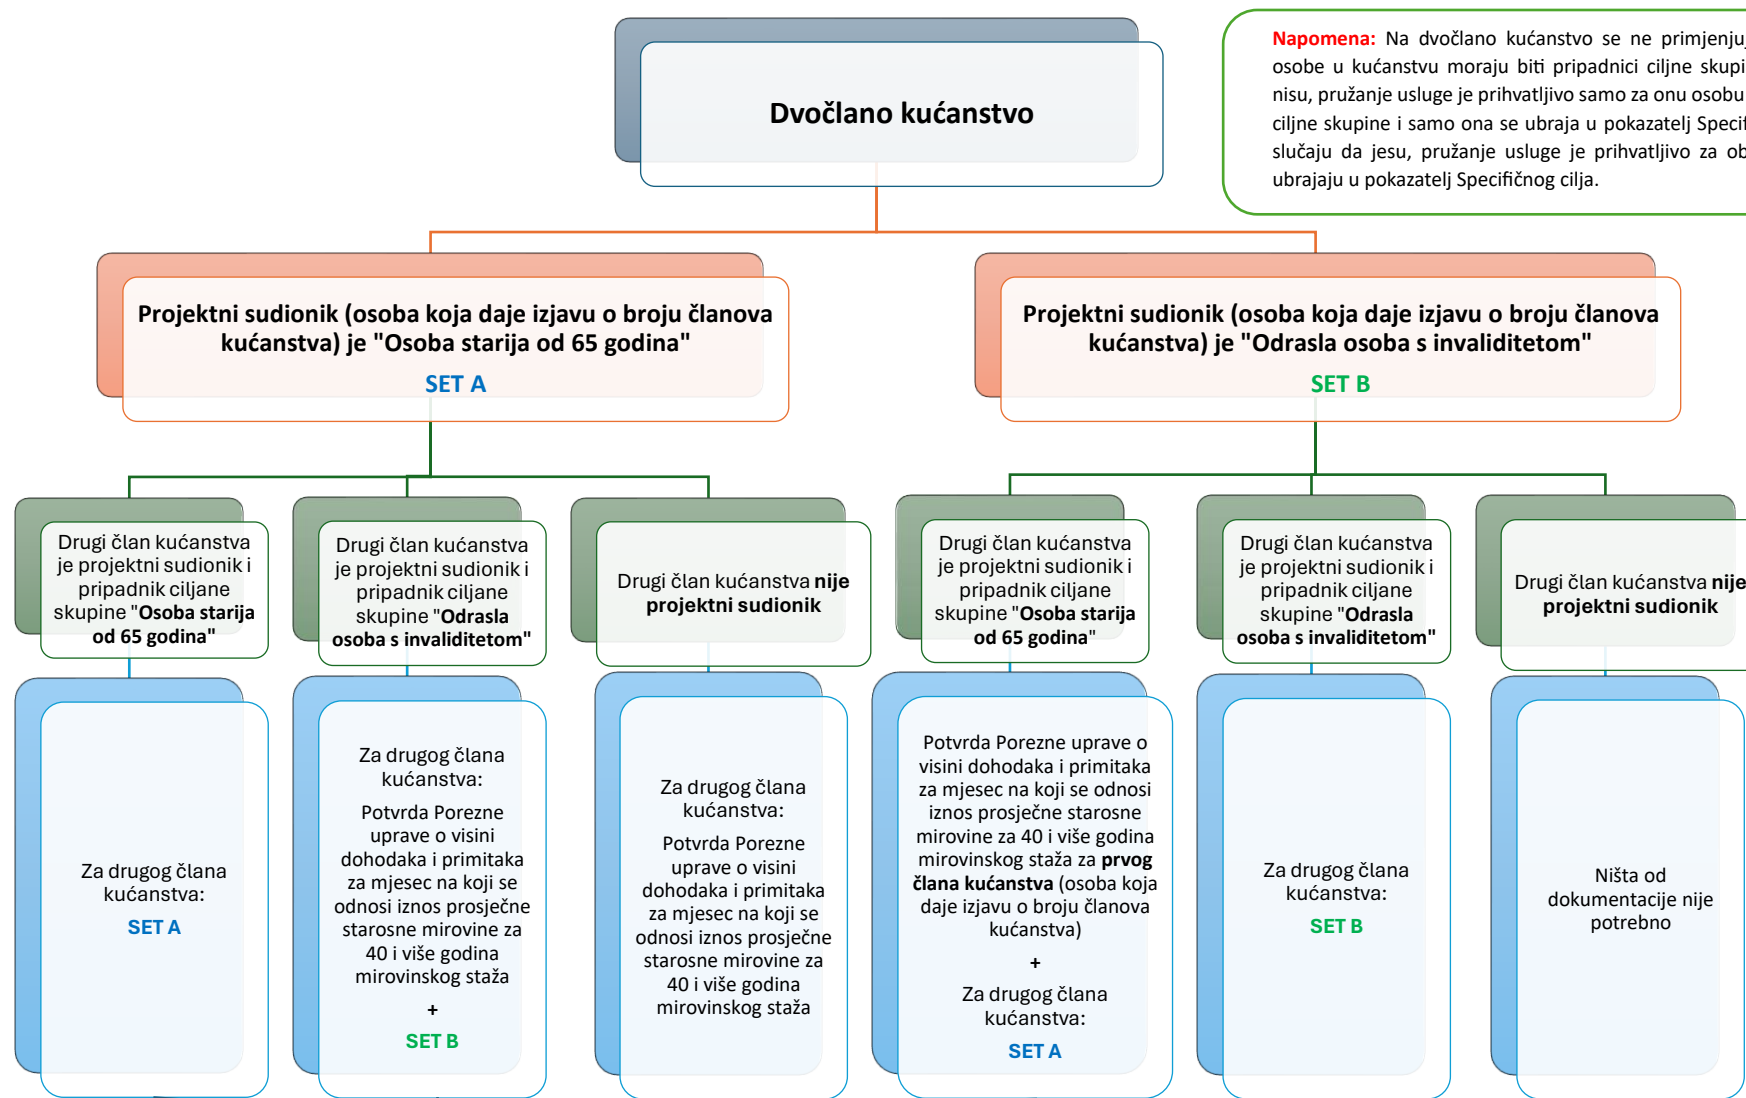 Dvočlano kućanstvo
Napomena: Na dvočlano kućanstvo se ne primjenjuj
osobe u kućanstvu moraju biti pripadnici ciljne skupi
nisu, pružanje usluge je prihvatljivo samo za onu osobu
ciljne skupine i samo ona se ubraja u pokazatelj Specif
slučaju da jesu, pružanje usluge je prihvatljivo za ob
ubrajaju u pokazatelj Specifičnog cilja.
Projektni sudionik (osoba koja daje izjavu o broju članova
kućanstva) je "Osoba starija od 65 godina"
SET A
Projektni sudionik (osoba koja daje izjavu o broju članova
kućanstva) je "Odrasla osoba s invaliditetom"
SET B
Drugi član kućanstva
je projektni sudionik i
pripadnik ciljane
skupine "Osoba starija
od 65 godina"
Drugi član kućanstva
je projektni sudionik i
pripadnik ciljane
skupine "Odrasla
osoba s invaliditetom"
Drugi član kućanstva nije
projektni sudionik
Drugi član kućanstva
je projektni sudionik i
pripadnik ciljane
skupine "Osoba starija
od 65 godina"
Drugi član kućanstva
je projektni sudionik i
pripadnik ciljane
skupine "Odrasla
osoba s invaliditetom"
Drugi član kućanstva nije
projektni sudionik
Za drugog člana
kućanstva:
SET A
Za drugog člana
kućanstva:
Potvrda Porezne
uprave o visini
dohodaka i primitaka
za mjesec na koji se
odnosi iznos prosječne
starosne mirovine za
40 i više godina
mirovinskog staža
+
SET B
Za drugog člana
kućanstva:
Potvrda Porezne
uprave o visini
dohodaka i primitaka
za mjesec na koji se
odnosi iznos prosječne
starosne mirovine za
40 i više godina
mirovinskog staža
Potvrda Porezne uprave o
visini dohodaka i primitaka
za mjesec na koji se odnosi
iznos prosječne starosne
mirovine za 40 i više godina
mirovinskog staža za prvog
člana kućanstva (osoba koja
daje izjavu o broju članova
kućanstva)
+
Za drugog člana
kućanstva:
SET A
Za drugog člana
kućanstva:
SET B
Ništa od
dokumentacije nije
potrebno